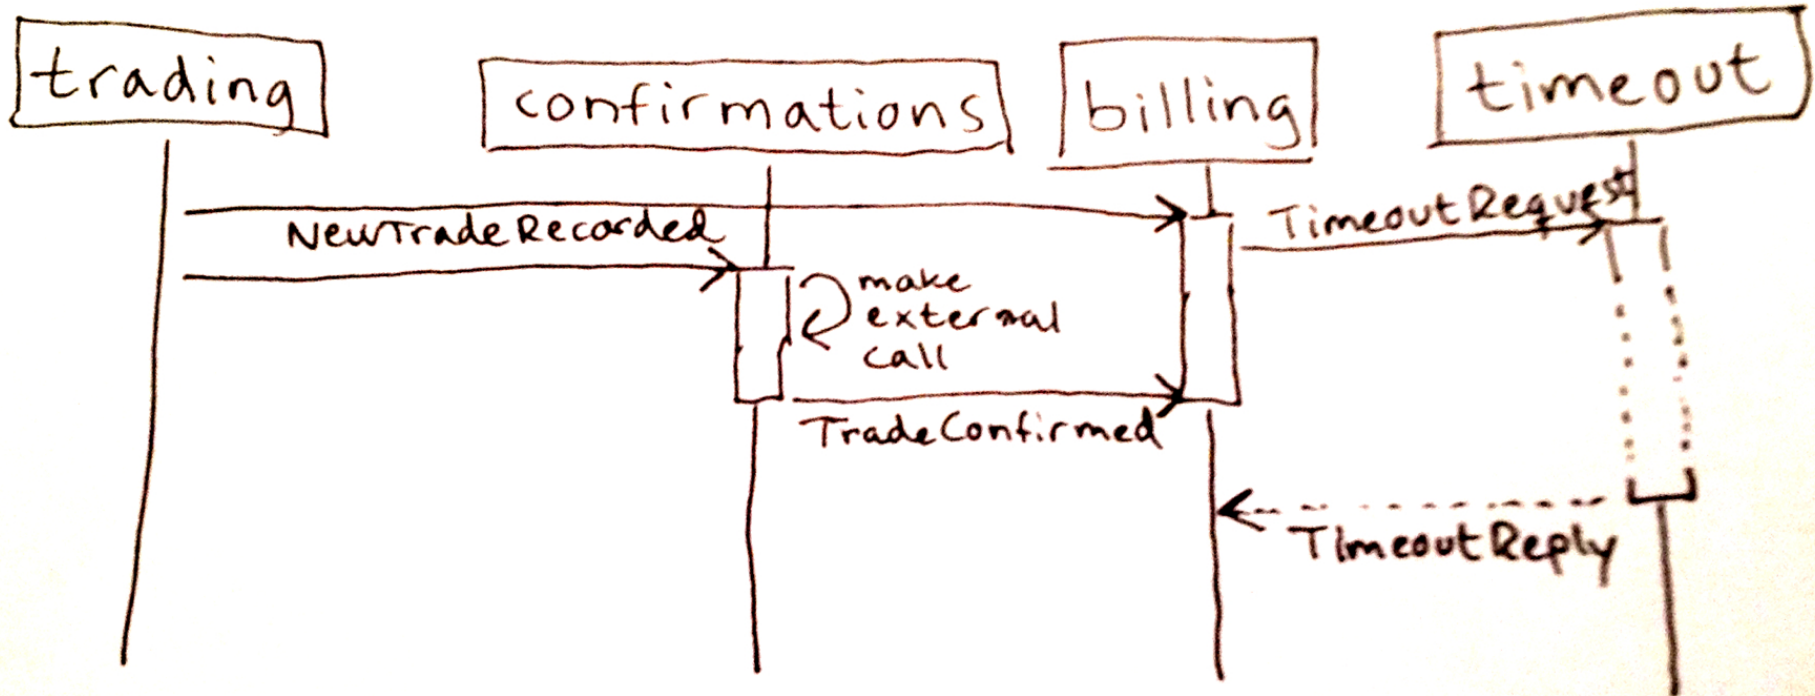 trading
confirmations
billing
timeout
NewTradeRecorded
TimeoutRequest
make
external
call
TradeConfirmed
TimeoutReply